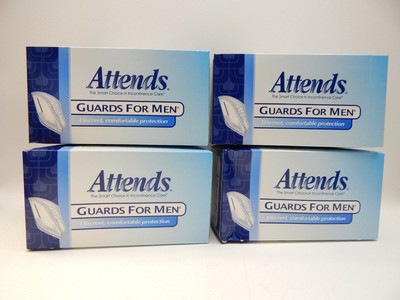 Attends®
The Smart Choice in Incontinence Care®
GUARDS FOR MEN®
Discreet, comfortable protection
Attends®
The Smart Choice in Incontinence Care®
GUARDS FOR MEN®
Discreet, comfortable protection
Attends®
The Smart Choice in Incontinence Care®
GUARDS FOR MEN®
Discreet, comfortable protection
Attends®
The Smart Choice in Incontinence Care®
GUARDS FOR MEN®
Discreet, comfortable protection